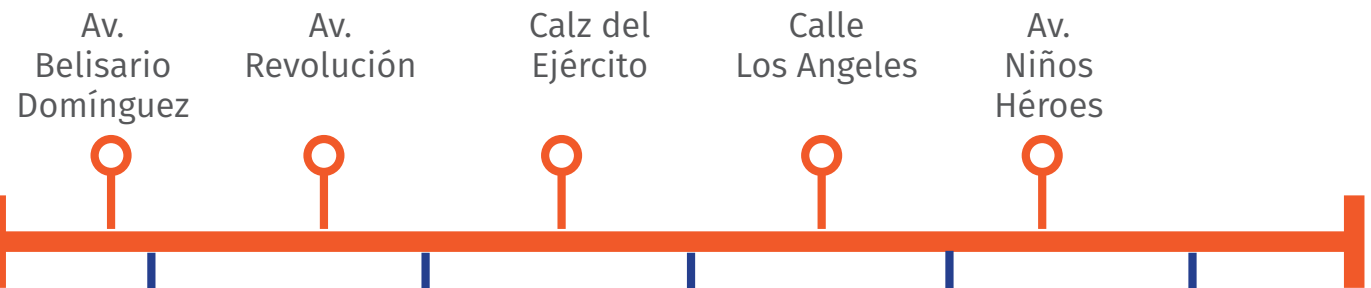 Av.
Belisario
Domínguez
Av.
Revolución
Calz del
Ejército
Calle
Los Angeles
Av.
Niños
Héroes